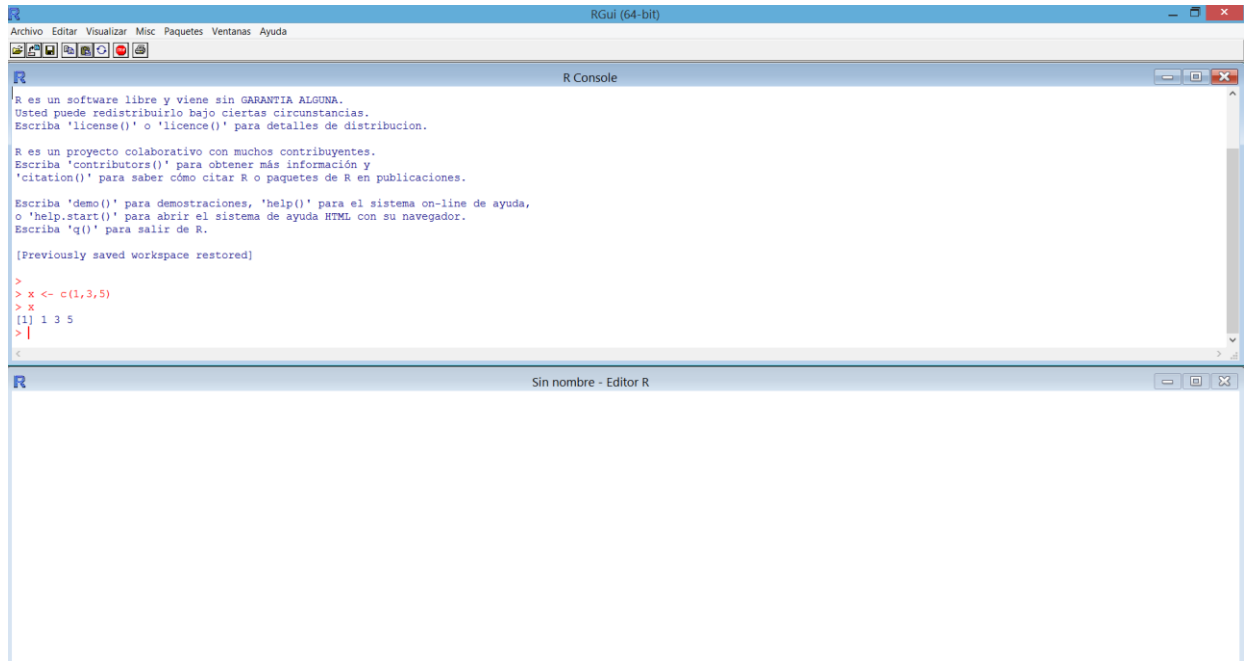 RGui (64-bit)
Archivo Editar Visualizar Misc Paquetes Ventanas Ayuda
R Console
R es un software libre y viene sin GARANTIA ALGUNA.
Usted puede redistribuirlo bajo ciertas circunstancias.
Escriba 'license()' o 'licence()' para detalles de distribucion.
R es un proyecto colaborativo con muchos contribuyentes.
Escriba 'contributors()' para obtener más información y
'citation()' para saber cómo citar R o paquetes de R en publicaciones.
Escriba 'demo()' para demostraciones, 'help()' para el sistema on-line de ayuda,
o 'help.start()' para abrir el sistema de ayuda HTML con su navegador.
Escriba 'q()' para salir de R.
[Previously saved workspace restored]
>
> x <- c(1,3,5)
> x
[1] 1 3 5
>
Sin nombre - Editor R